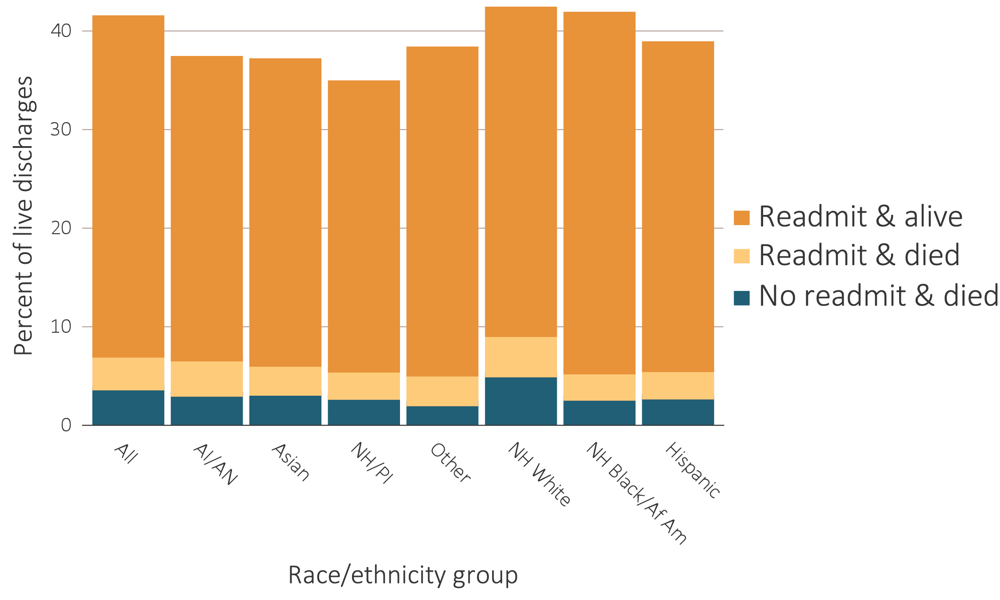 Percent of live discharges
40
30
20
10
0
All
AI/AN
Asian
NH/PI
Other
NH White
NH Black/Af Am
Hispanic
Race/ethnicity group
Readmit & alive
Readmit & died
No readmit & died